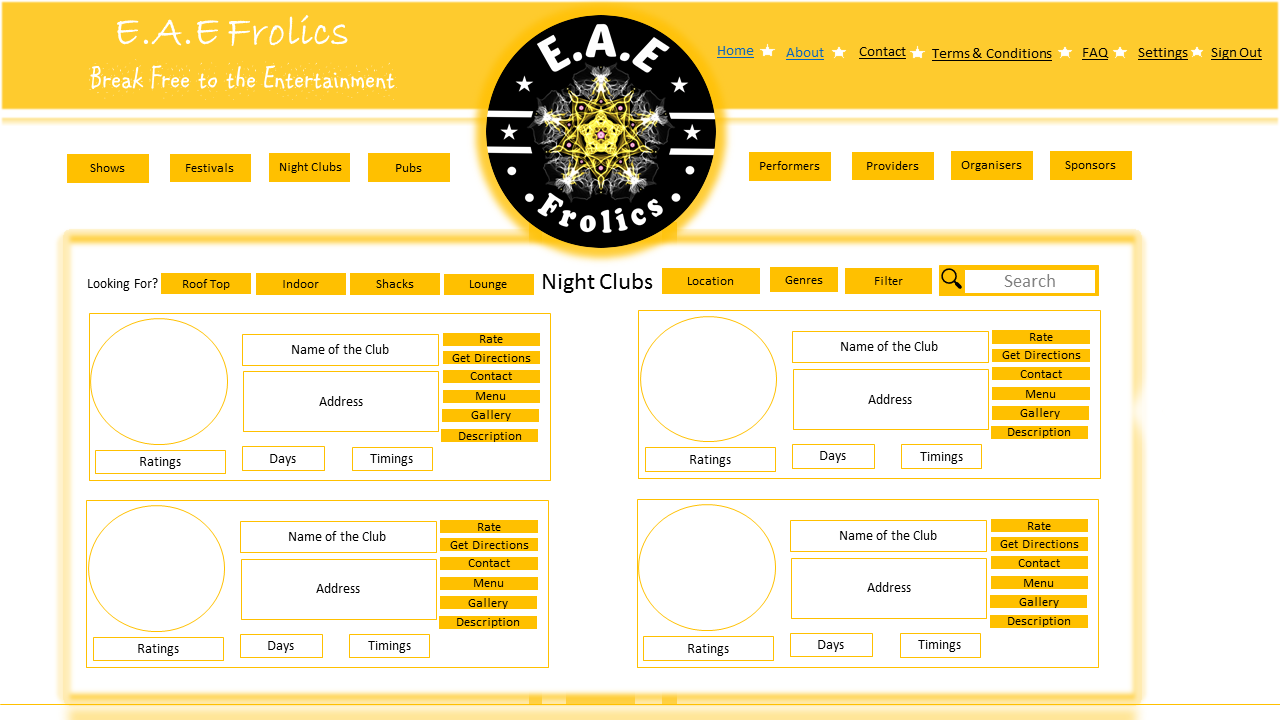 E.A.E Frolics
Break Free to the Entertainment
E.A.E
Frolics
Home
About
Contact
Terms & Conditions
FAQ
Settings
Sign Out
Shows
Festivals
Night Clubs
Pubs
Performers
Providers
Organisers
Sponsors
Looking For?
Roof Top
Indoor
Shacks
Lounge
Night Clubs
Location
Genres
Filter
Search
Name of the Club
Address
Ratings
Days
Timings
Rate
Get Directions
Contact
Menu
Gallery
Description
Name of the Club
Address
Ratings
Days
Timings
Rate
Get Directions
Contact
Menu
Gallery
Description
Name of the Club
Address
Ratings
Days
Timings
Rate
Get Directions
Contact
Menu
Gallery
Description
Name of the Club
Address
Ratings
Days
Timings
Rate
Get Directions
Contact
Menu
Gallery
Description